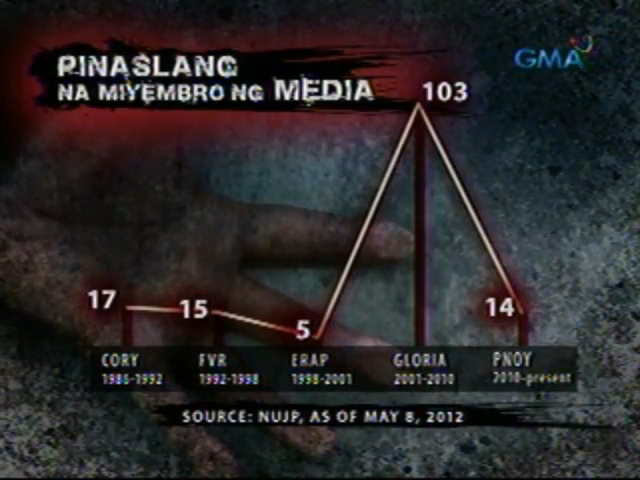 PINASLANG
NA MIYEMBRO NG MEDIA
GMA
103
17
15
5
14
CORY
1986-1992
FVR
1992-1998
ERAP
1998-2001
GLORIA
2001-2010
PNOY
2010-present
SOURCE: NUJP, AS OF MAY 8, 2012